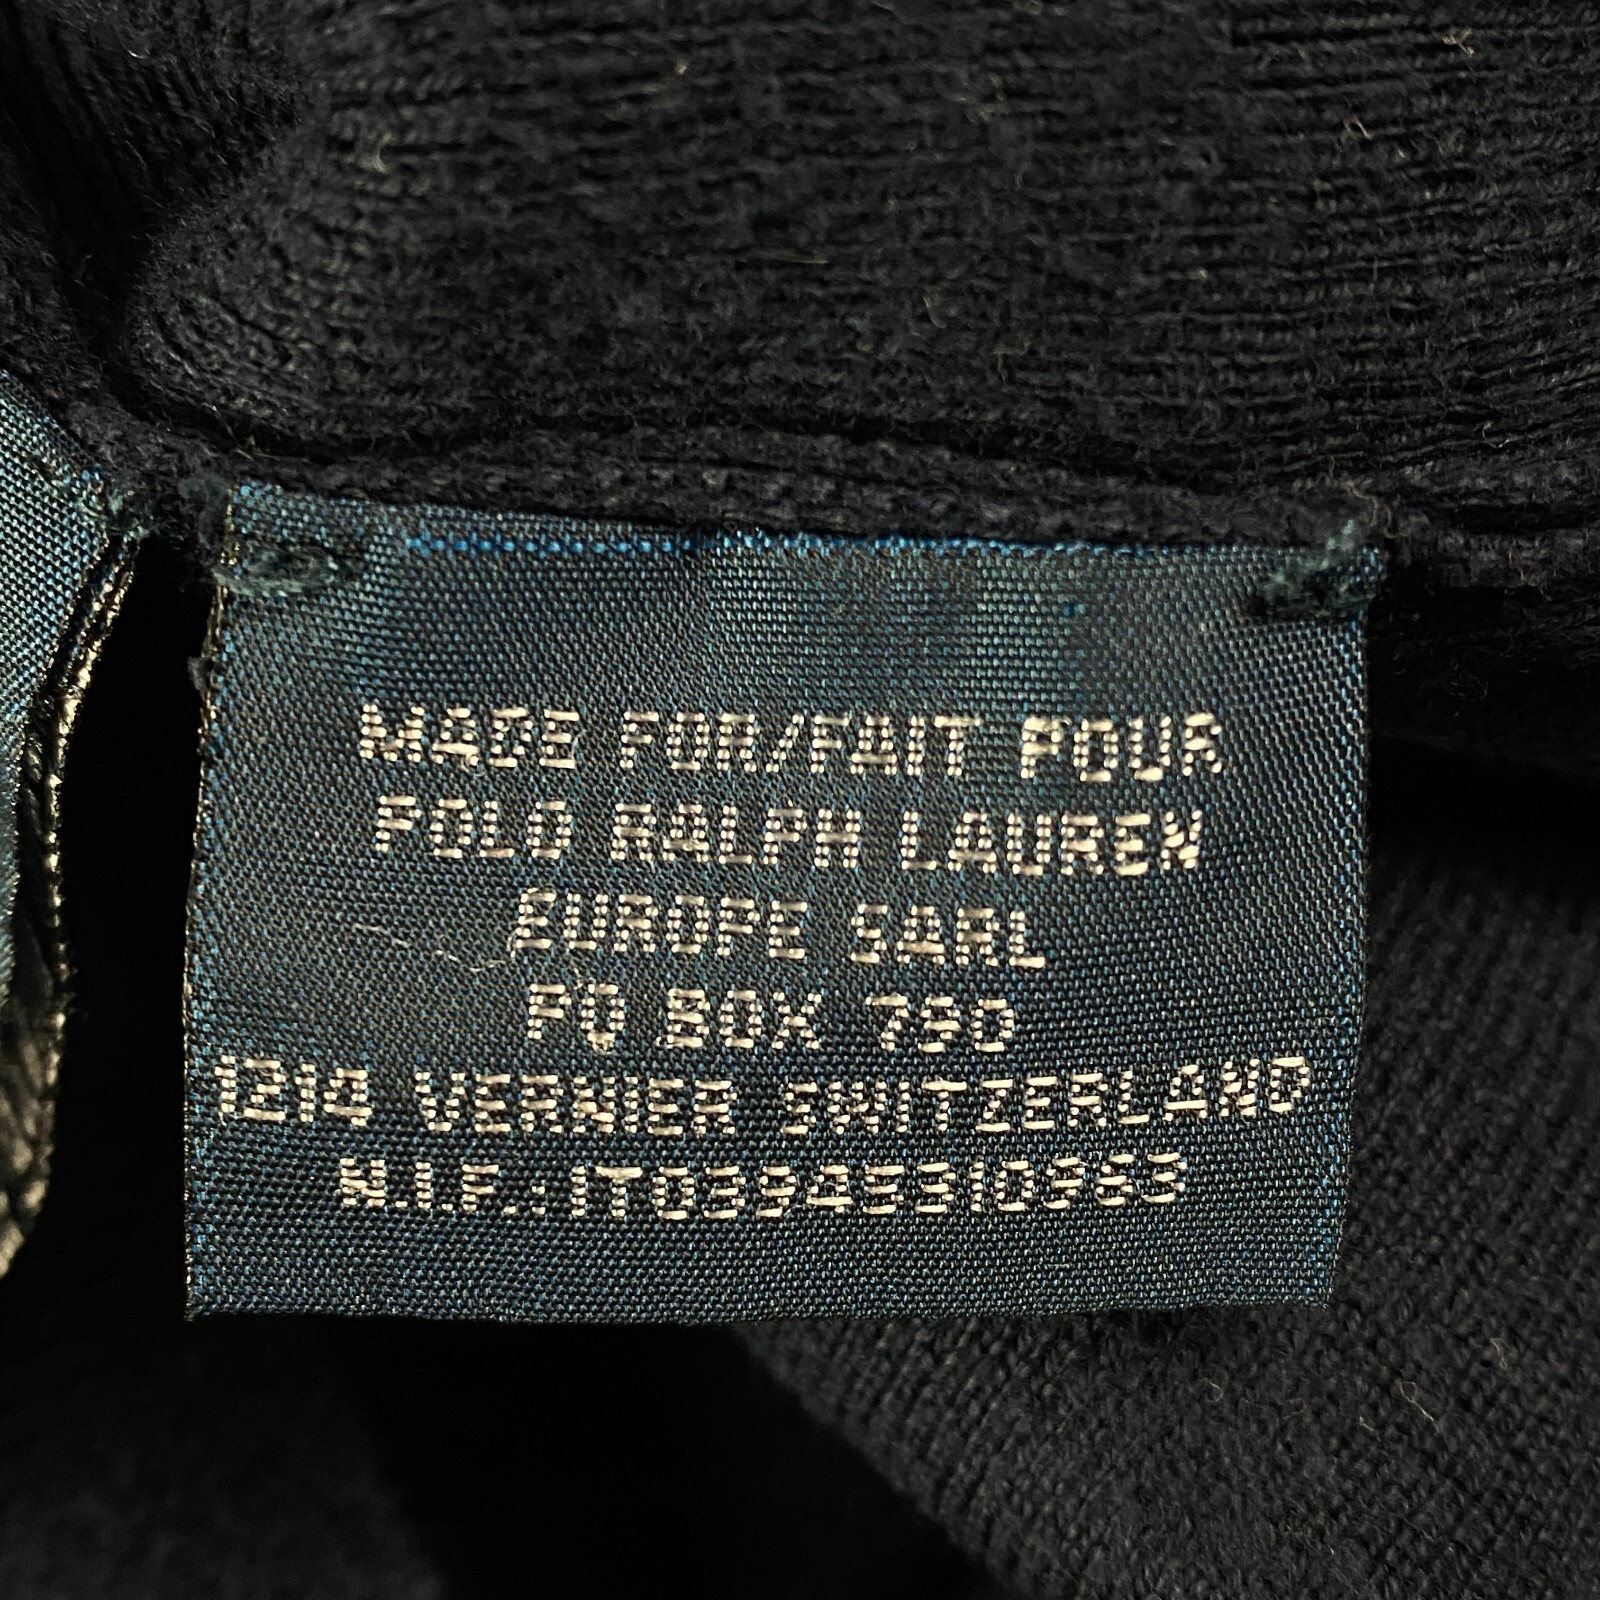 MADE FOR/FAIT POUR
POLO RALPH LAUREN
EUROPE SARL
PO BOX 790
1214 VERNIER SWITZERLAND
N.I.F.: IT03945310963